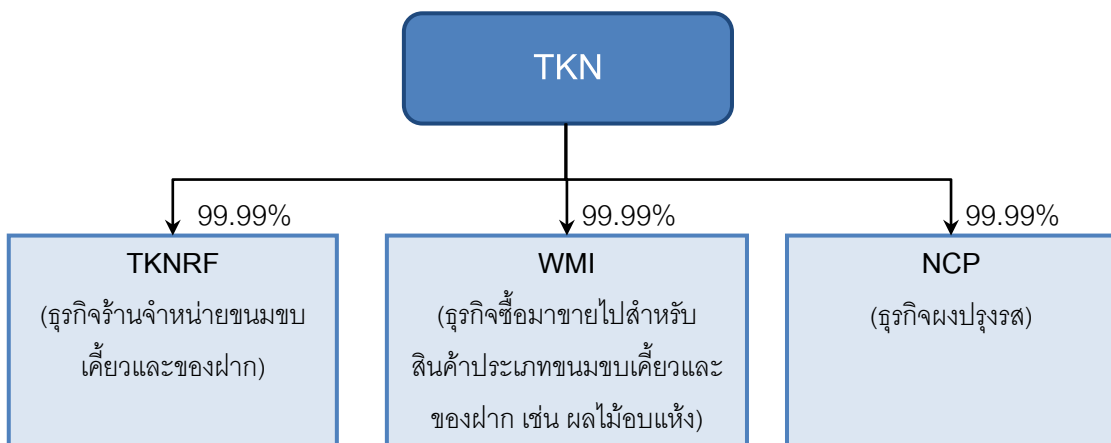 TKN
99.99%
99.99%
99.99%
TKNRF
(ธุรกิจร้านจำหน่ายขนมขบ
เคี้ยวและของฝาก)
WMI
(ธุรกิจซื้อมาขายไปสำหรับ
สินค้าประเภทขนมขบเคี้ยวและ
ของฝาก เช่น ผลไม้อบแห้ง)
NCP
(ธุรกิจผงปรุงรส)